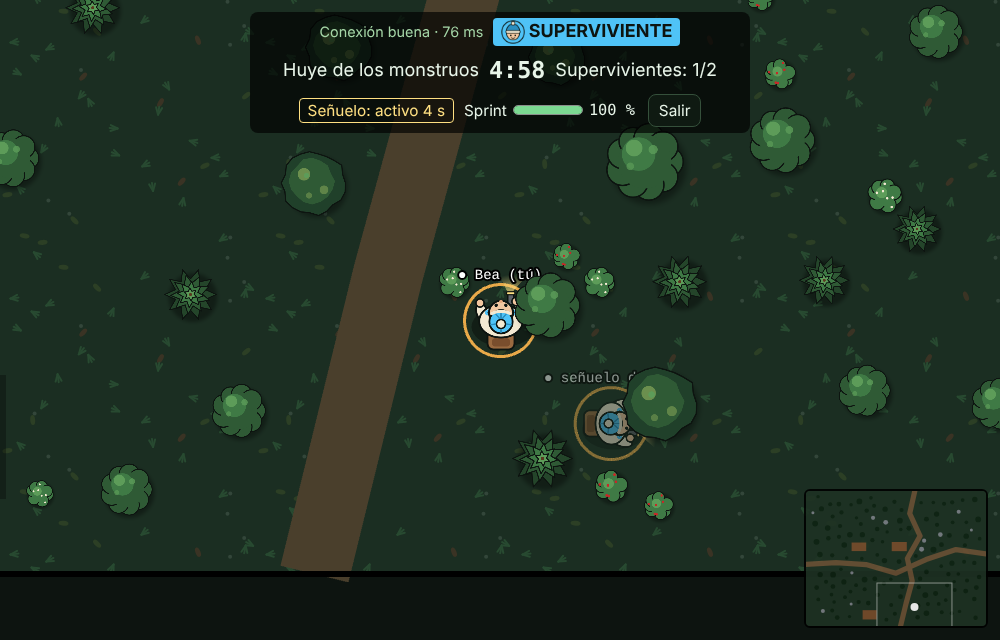 Conexión buena · 76 ms SUPERVIVIENTE
Huye de los monstruos 4:58 Supervivientes: 1/2
Señuelo: activo 4 s Sprint 100 % Salir
Bea (tú)
señuelo